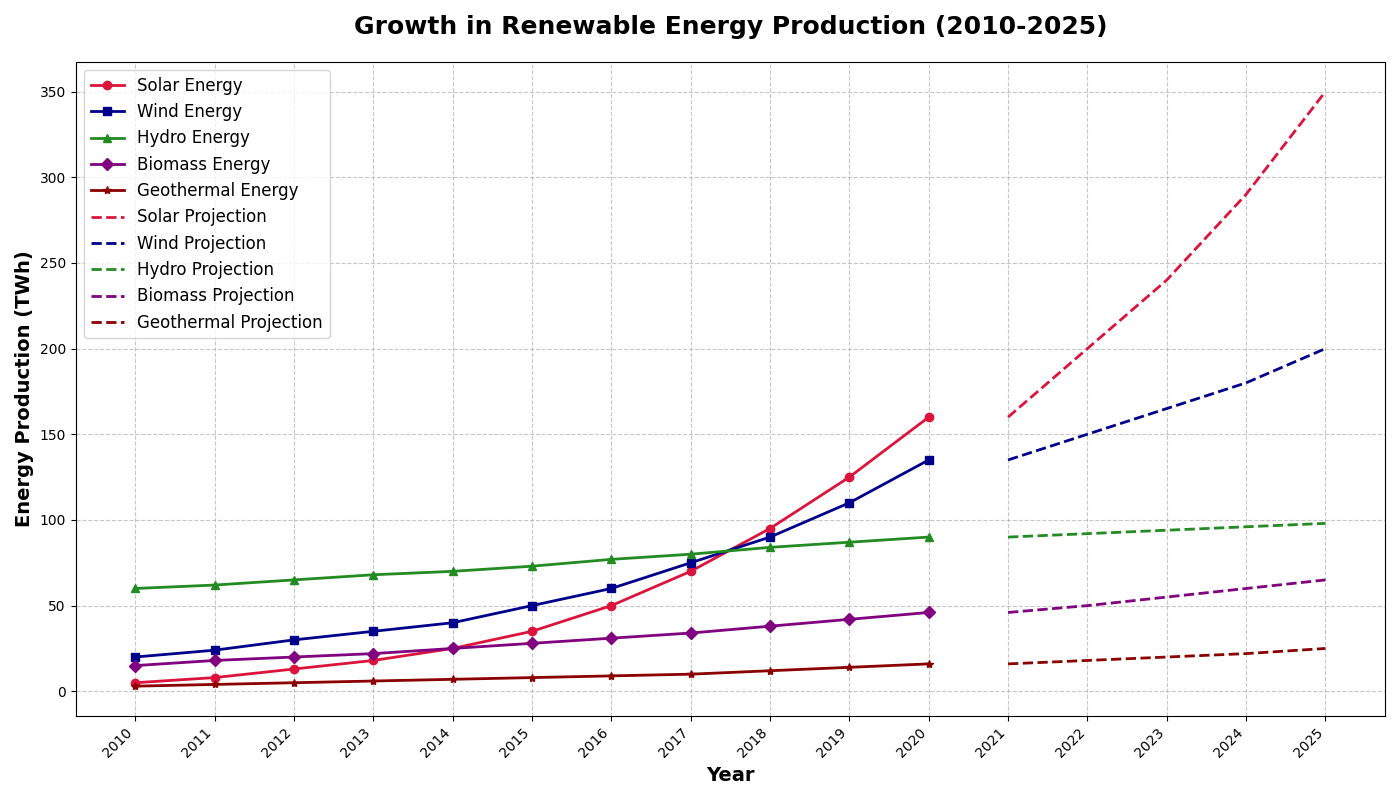 Growth in Renewable Energy Production (2010-2025)
Solar Energy
Wind Energy
Hydro Energy
Biomass Energy
Geothermal Energy
Solar Projection
Wind Projection
Hydro Projection
Biomass Projection
Geothermal Projection
Energy Production (TWh)
350
300
250
200
150
100
50
0
2010 2011 2012 2013 2014 2015 2016 2017 2018 2019 2020 2021 2022 2023 2024 2025
Year